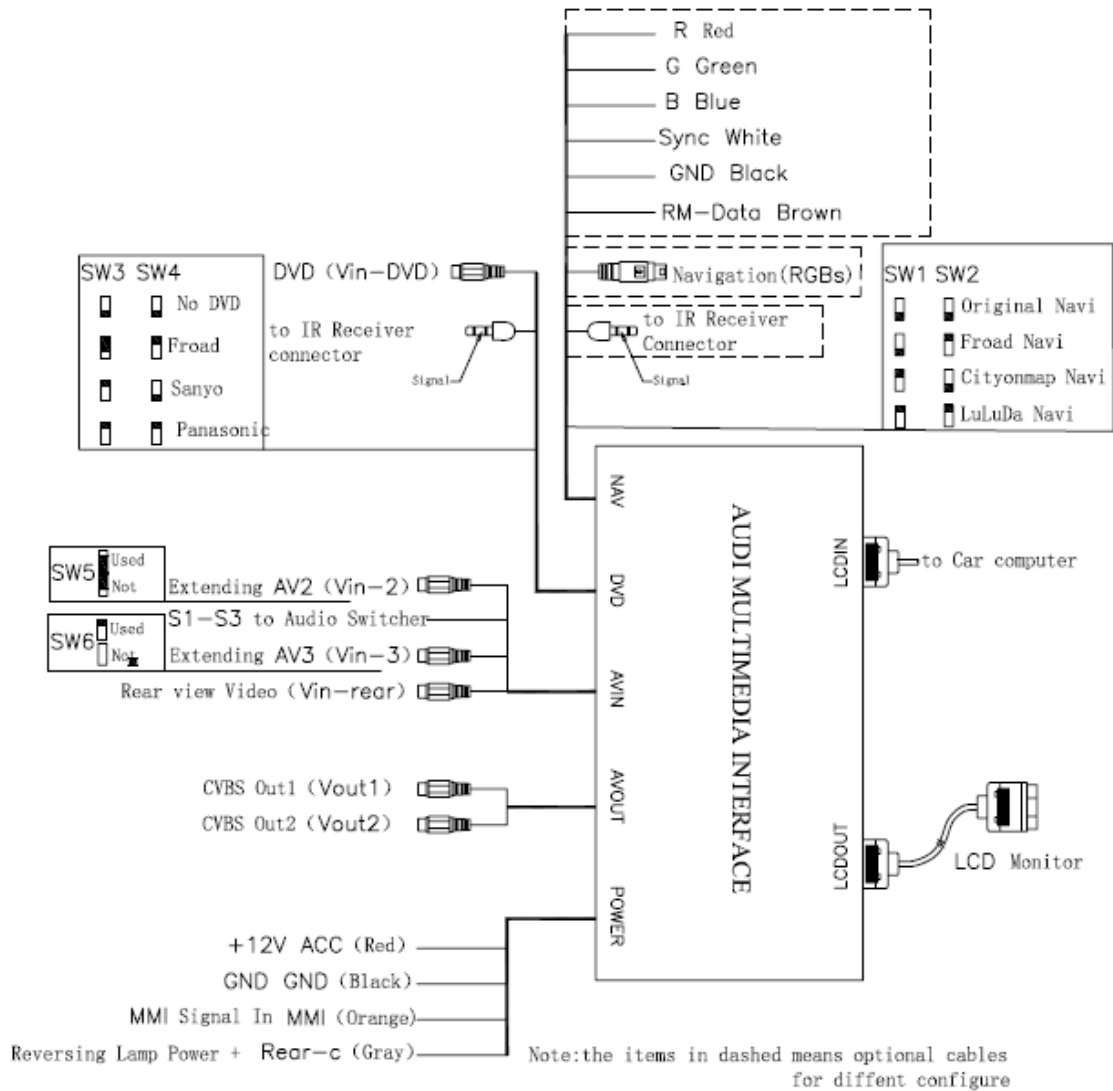 R Red
G Green
B Blue
Sync White
GND Black
RM-Data Brown
SW3 SW4
No DVD
Froad
Sanyo
Panasonic
DVD (Vin-DVD)
to IR Receiver
connector
Signal
Navigation(RGBs)
to IR Receiver
Connector
Signal
SW1 SW2
Original Navi
Froad Navi
Cityonmap Navi
LuLuDa Navi
NAV
DVD
AVIN
AVOUT
POWER
AUDI MULTIMEDIA INTERFACE
LCDIN
LCDOUT
to Car computer
LCD Monitor
SW5
Used
Not
Extending AV2 (Vin-2)
S1-S3 to Audio Switcher
SW6
Used
Not
Extending AV3 (Vin-3)
Rear view Video (Vin-rear)
CVBS Out1 (Vout1)
CVBS Out2 (Vout2)
+12V ACC (Red)
GND GND (Black)
MMI Signal In MMI (Orange)
Reversing Lamp Power + Rear-c (Gray)
Note:the items in dashed means optional cables
for diffent configure